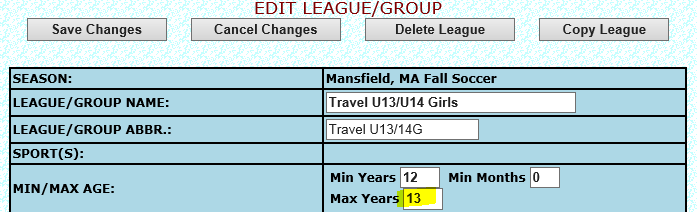 EDIT LEAGUE/GROUP
Save Changes Cancel Changes Delete League Copy League
SEASON: Mansfield, MA Fall Soccer
LEAGUE/GROUP NAME: Travel U13/U14 Girls
LEAGUE/GROUP ABBR.: Travel U13/14G
SPORT(S):
MIN/MAX AGE: Min Years 12 Min Months 0
Max Years 13